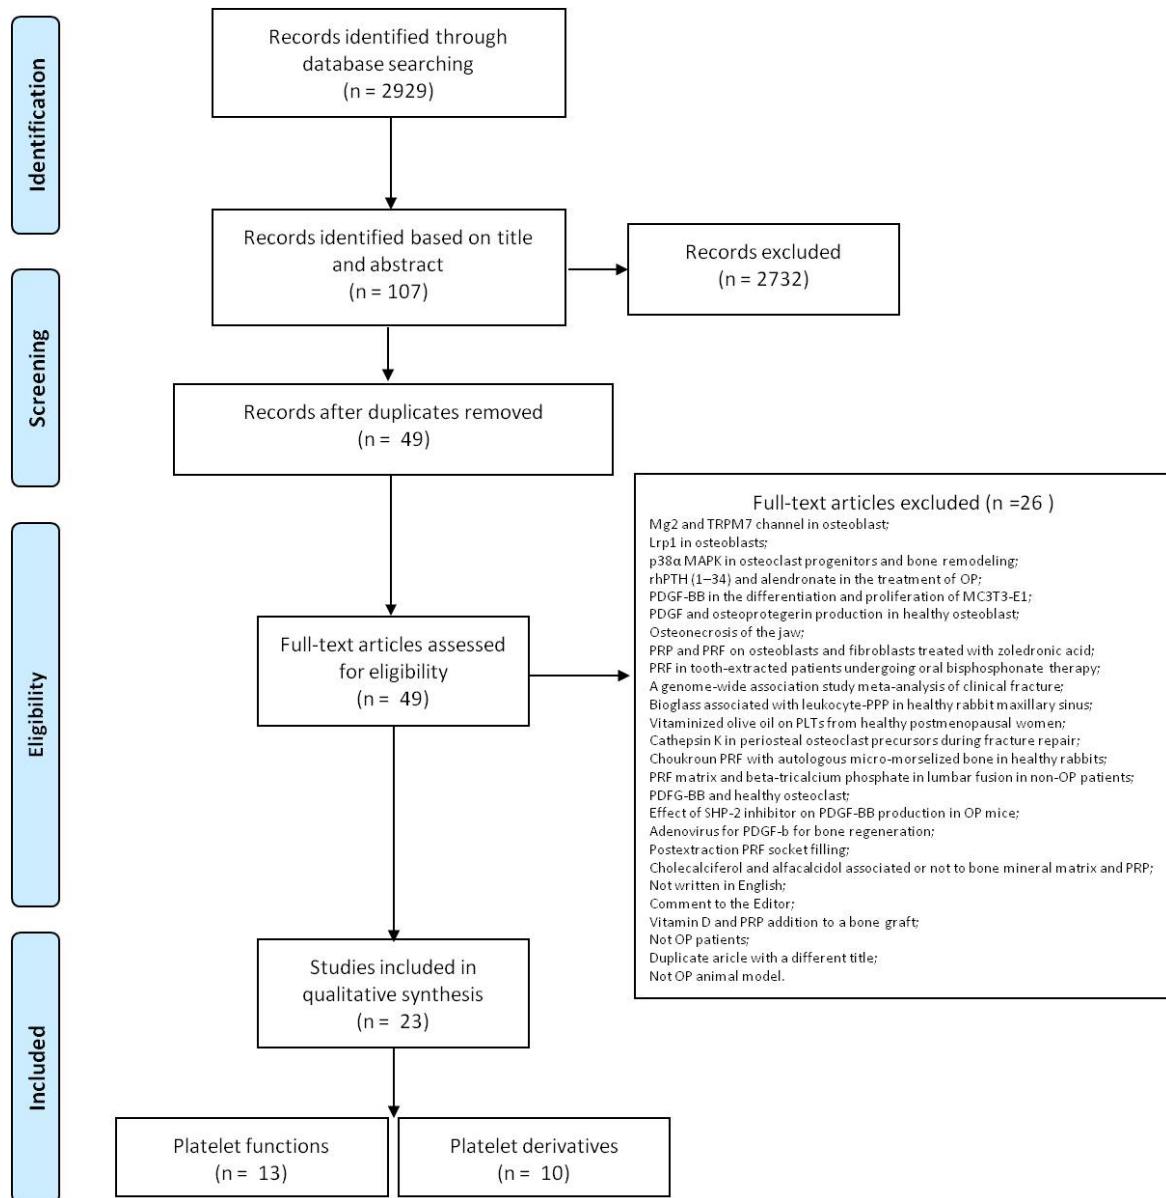 Identification
Records identified through
database searching
(n = 2929)
Records identified based on title
and abstract
(n = 107)
Records excluded
(n = 2732)
Screening
Records after duplicates removed
(n = 49)
Eligibility
Full-text articles assessed
for eligibility
(n = 49)
Full-text articles excluded (n =26 )
Mg2 and TRPM7 channel in osteoblast;
Lrp1 in osteoblasts;
p38α MAPK in osteoclast progenitors and bone remodeling;
rhPTH (1–34) and alendronate in the treatment of OP;
PDGF-BB in the differentiation and proliferation of MC3T3-E1;
PDGF and osteoprotegerin production in healthy osteoblast;
Osteonecrosis of the jaw;
PRP and PRF on osteoblasts and fibroblasts treated with zoledronic acid;
PRF in tooth-extracted patients undergoing oral bisphosphonate therapy;
A genome-wide association study meta-analysis of clinical fracture;
Bioglass associated with leukocyte-PPP in healthy rabbit maxillary sinus;
Vitaminized olive oil on PLTs from healthy postmenopausal women;
Cathepsin K in periosteal osteoclast precursors during fracture repair;
Choukroun PRF with autologous micro-morselized bone in healthy rabbits;
PRF matrix and beta-tricalcium phosphate in lumbar fusion in non-OP patients;
PDFG-BB and healthy osteoclast;
Effect of SHP-2 inhibitor on PDGF-BB production in OP mice;
Adenovirus for PDGF-b for bone regeneration;
Postextraction PRF socket filling;
Cholecalciferol and alfacalcidol associated or not to bone mineral matrix and PRP;
Not written in English;
Comment to the Editor;
Vitamin D and PRP addition to a bone graft;
Not OP patients;
Duplicate aricle with a different title;
Not OP animal model.
Included
Studies included in
qualitative synthesis
(n = 23)
Platelet functions
(n = 13)
Platelet derivatives
(n = 10)